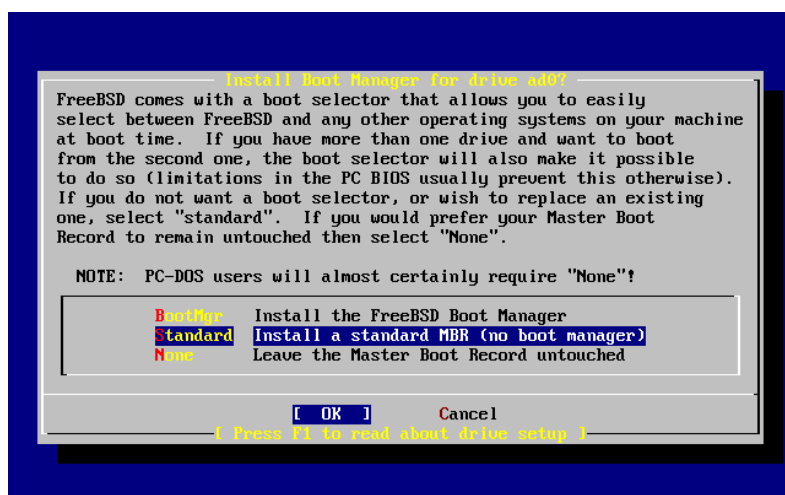 Install Boot Manager for drive ad0?
FreeBSD comes with a boot selector that allows you to easily
select between FreeBSD and any other operating systems on your machine
at boot time.  If you have more than one drive and want to boot
from the second one, the boot selector will also make it possible
to do so (limitations in the PC BIOS usually prevent this otherwise).
If you do not want a boot selector, or wish to replace an existing
one, select "standard".  If you would prefer your Master Boot
Record to remain untouched then select "None".
NOTE:  PC-DOS users will almost certainly require "None"!
BootMgr   Install the FreeBSD Boot Manager
Standard  Install a standard MBR (no boot manager)
None      Leave the Master Boot Record untouched
[  OK  ]      Cancel
[ Press F1 to read about drive setup ]